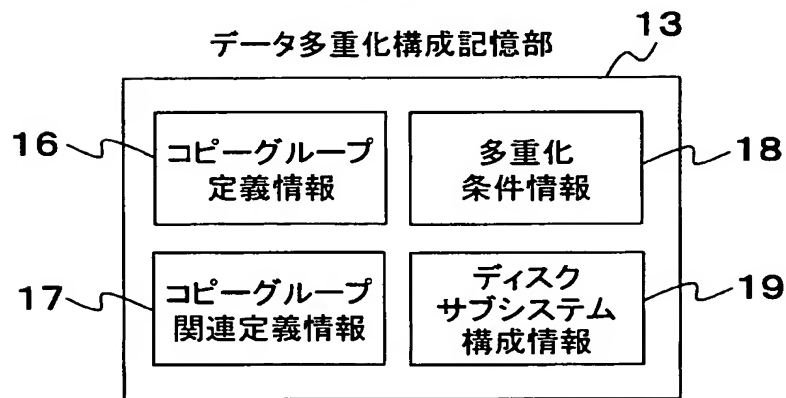 データ多重化構成記憶部
13
16
コピーグループ
定義情報
多重化
条件情報
18
17
コピーグループ
関連定義情報
ディスク
サブシステム
構成情報
19